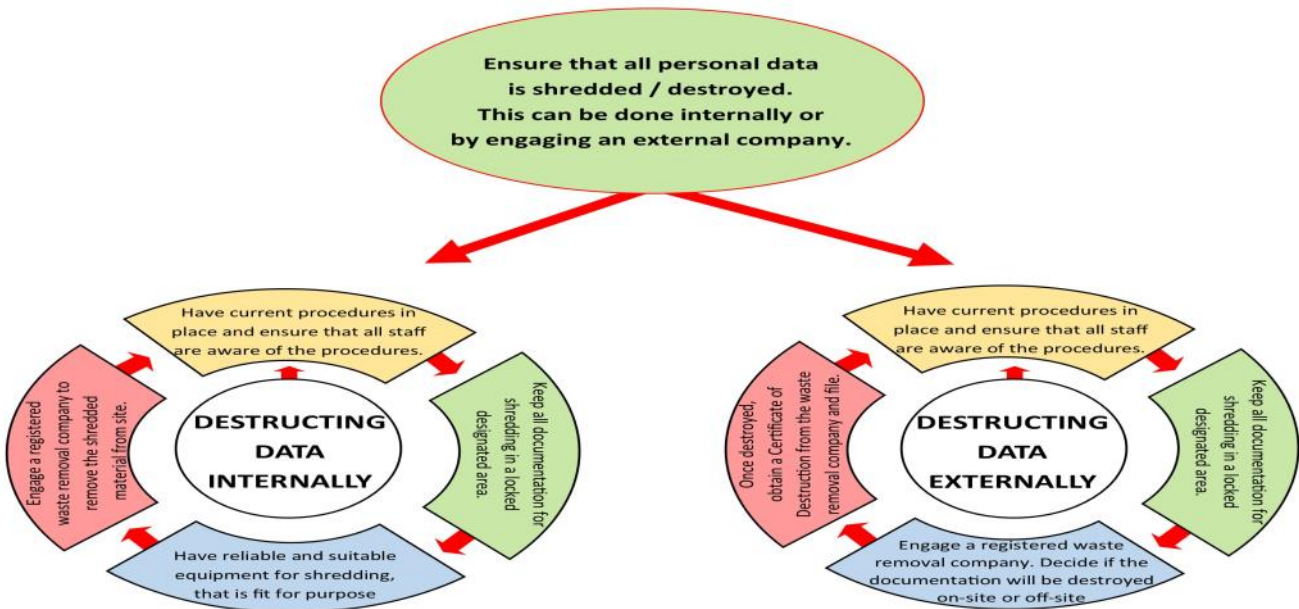 Ensure that all personal data
is shredded / destroyed.
This can be done internally or
by engaging an external company.
Have current procedures in
place and ensure that all staff
are aware of the procedures.
Keep all documentation for
shredding in a locked
designated area.
Have reliable and suitable
equipment for shredding,
that is fit for purpose
Engage a registered
waste removal company to
remove the shredded
material from site.
DESTRUCTING
DATA
INTERNALLY
Have current procedures in
place and ensure that all staff
are aware of the procedures.
Keep all documentation for
shredding in a locked
designated area.
Engage a registered waste
removal company. Decide if the
documentation will be destroyed
on-site or off-site
Once destroyed,
obtain a Certificate of
Destruction from the waste
removal company and file.
DESTRUCTING
DATA
EXTERNALLY